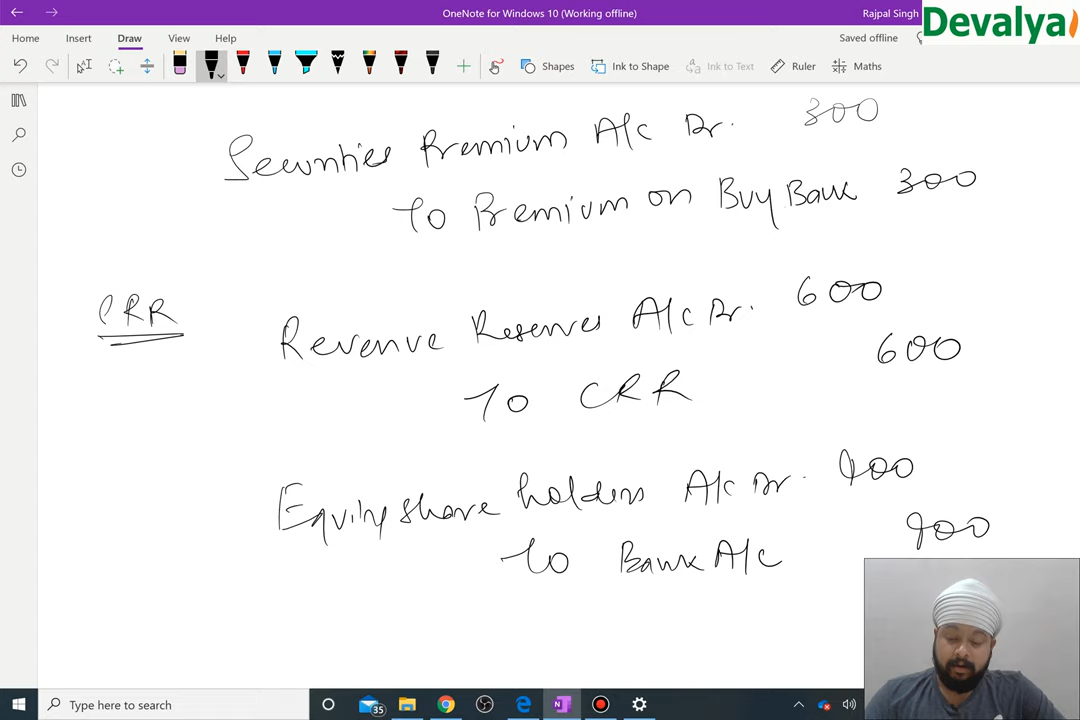 OneNote for Windows 10 (Working offline)
Rajpal Singh
Devalya
Home Insert Draw View Help
Saved offline
Shapes Ink to Shape Ink to Text Ruler Maths
Securities Premium A/c Dr. 300
To Premium on Buy Back 300
CRR
Revenue Reserves A/c Dr. 600
To CRR 600
Equity share holders A/c Dr. 900
To Bank A/c 900
Type here to search
35